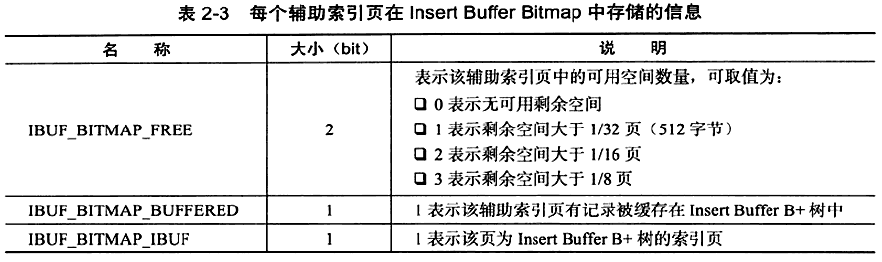 表 2-3 每个辅助索引页在 Insert Buffer Bitmap 中存储的信息
名 称 大小（bit） 说 明
表示该辅助索引页中的可用空间数量，可取值为：
❑ 0 表示无可用剩余空间
IBUF_BITMAP_FREE 2 ❑ 1 表示剩余空间大于 1/32 页（512 字节）
❑ 2 表示剩余空间大于 1/16 页
❑ 3 表示剩余空间大于 1/8 页
IBUF_BITMAP_BUFFERED 1 1 表示该辅助索引页有记录被缓存在 Insert Buffer B+ 树中
IBUF_BITMAP_IBUF 1 1 表示该页为 Insert Buffer B+ 树的索引页